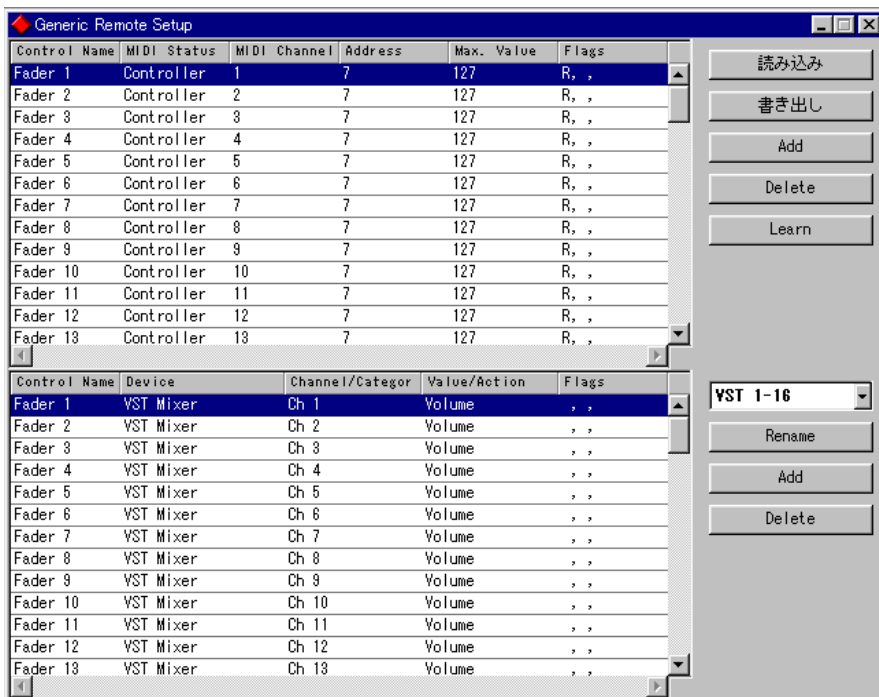 Generic Remote Setup
Control Name MIDI Status MIDI Channel Address Max. Value Flags
Fader 1 Controller 1 7 127 R, ,
Fader 2 Controller 2 7 127 R, ,
Fader 3 Controller 3 7 127 R, ,
Fader 4 Controller 4 7 127 R, ,
Fader 5 Controller 5 7 127 R, ,
Fader 6 Controller 6 7 127 R, ,
Fader 7 Controller 7 7 127 R, ,
Fader 8 Controller 8 7 127 R, ,
Fader 9 Controller 9 7 127 R, ,
Fader 10 Controller 10 7 127 R, ,
Fader 11 Controller 11 7 127 R, ,
Fader 12 Controller 12 7 127 R, ,
Fader 13 Controller 13 7 127 R, ,
読み込み
書き出し
Add
Delete
Learn
Control Name Device Channel/Categor Value/Action Flags
Fader 1 VST Mixer Ch 1 Volume , ,
Fader 2 VST Mixer Ch 2 Volume , ,
Fader 3 VST Mixer Ch 3 Volume , ,
Fader 4 VST Mixer Ch 4 Volume , ,
Fader 5 VST Mixer Ch 5 Volume , ,
Fader 6 VST Mixer Ch 6 Volume , ,
Fader 7 VST Mixer Ch 7 Volume , ,
Fader 8 VST Mixer Ch 8 Volume , ,
Fader 9 VST Mixer Ch 9 Volume , ,
Fader 10 VST Mixer Ch 10 Volume , ,
Fader 11 VST Mixer Ch 11 Volume , ,
Fader 12 VST Mixer Ch 12 Volume , ,
Fader 13 VST Mixer Ch 13 Volume , ,
VST 1-16
Rename
Add
Delete